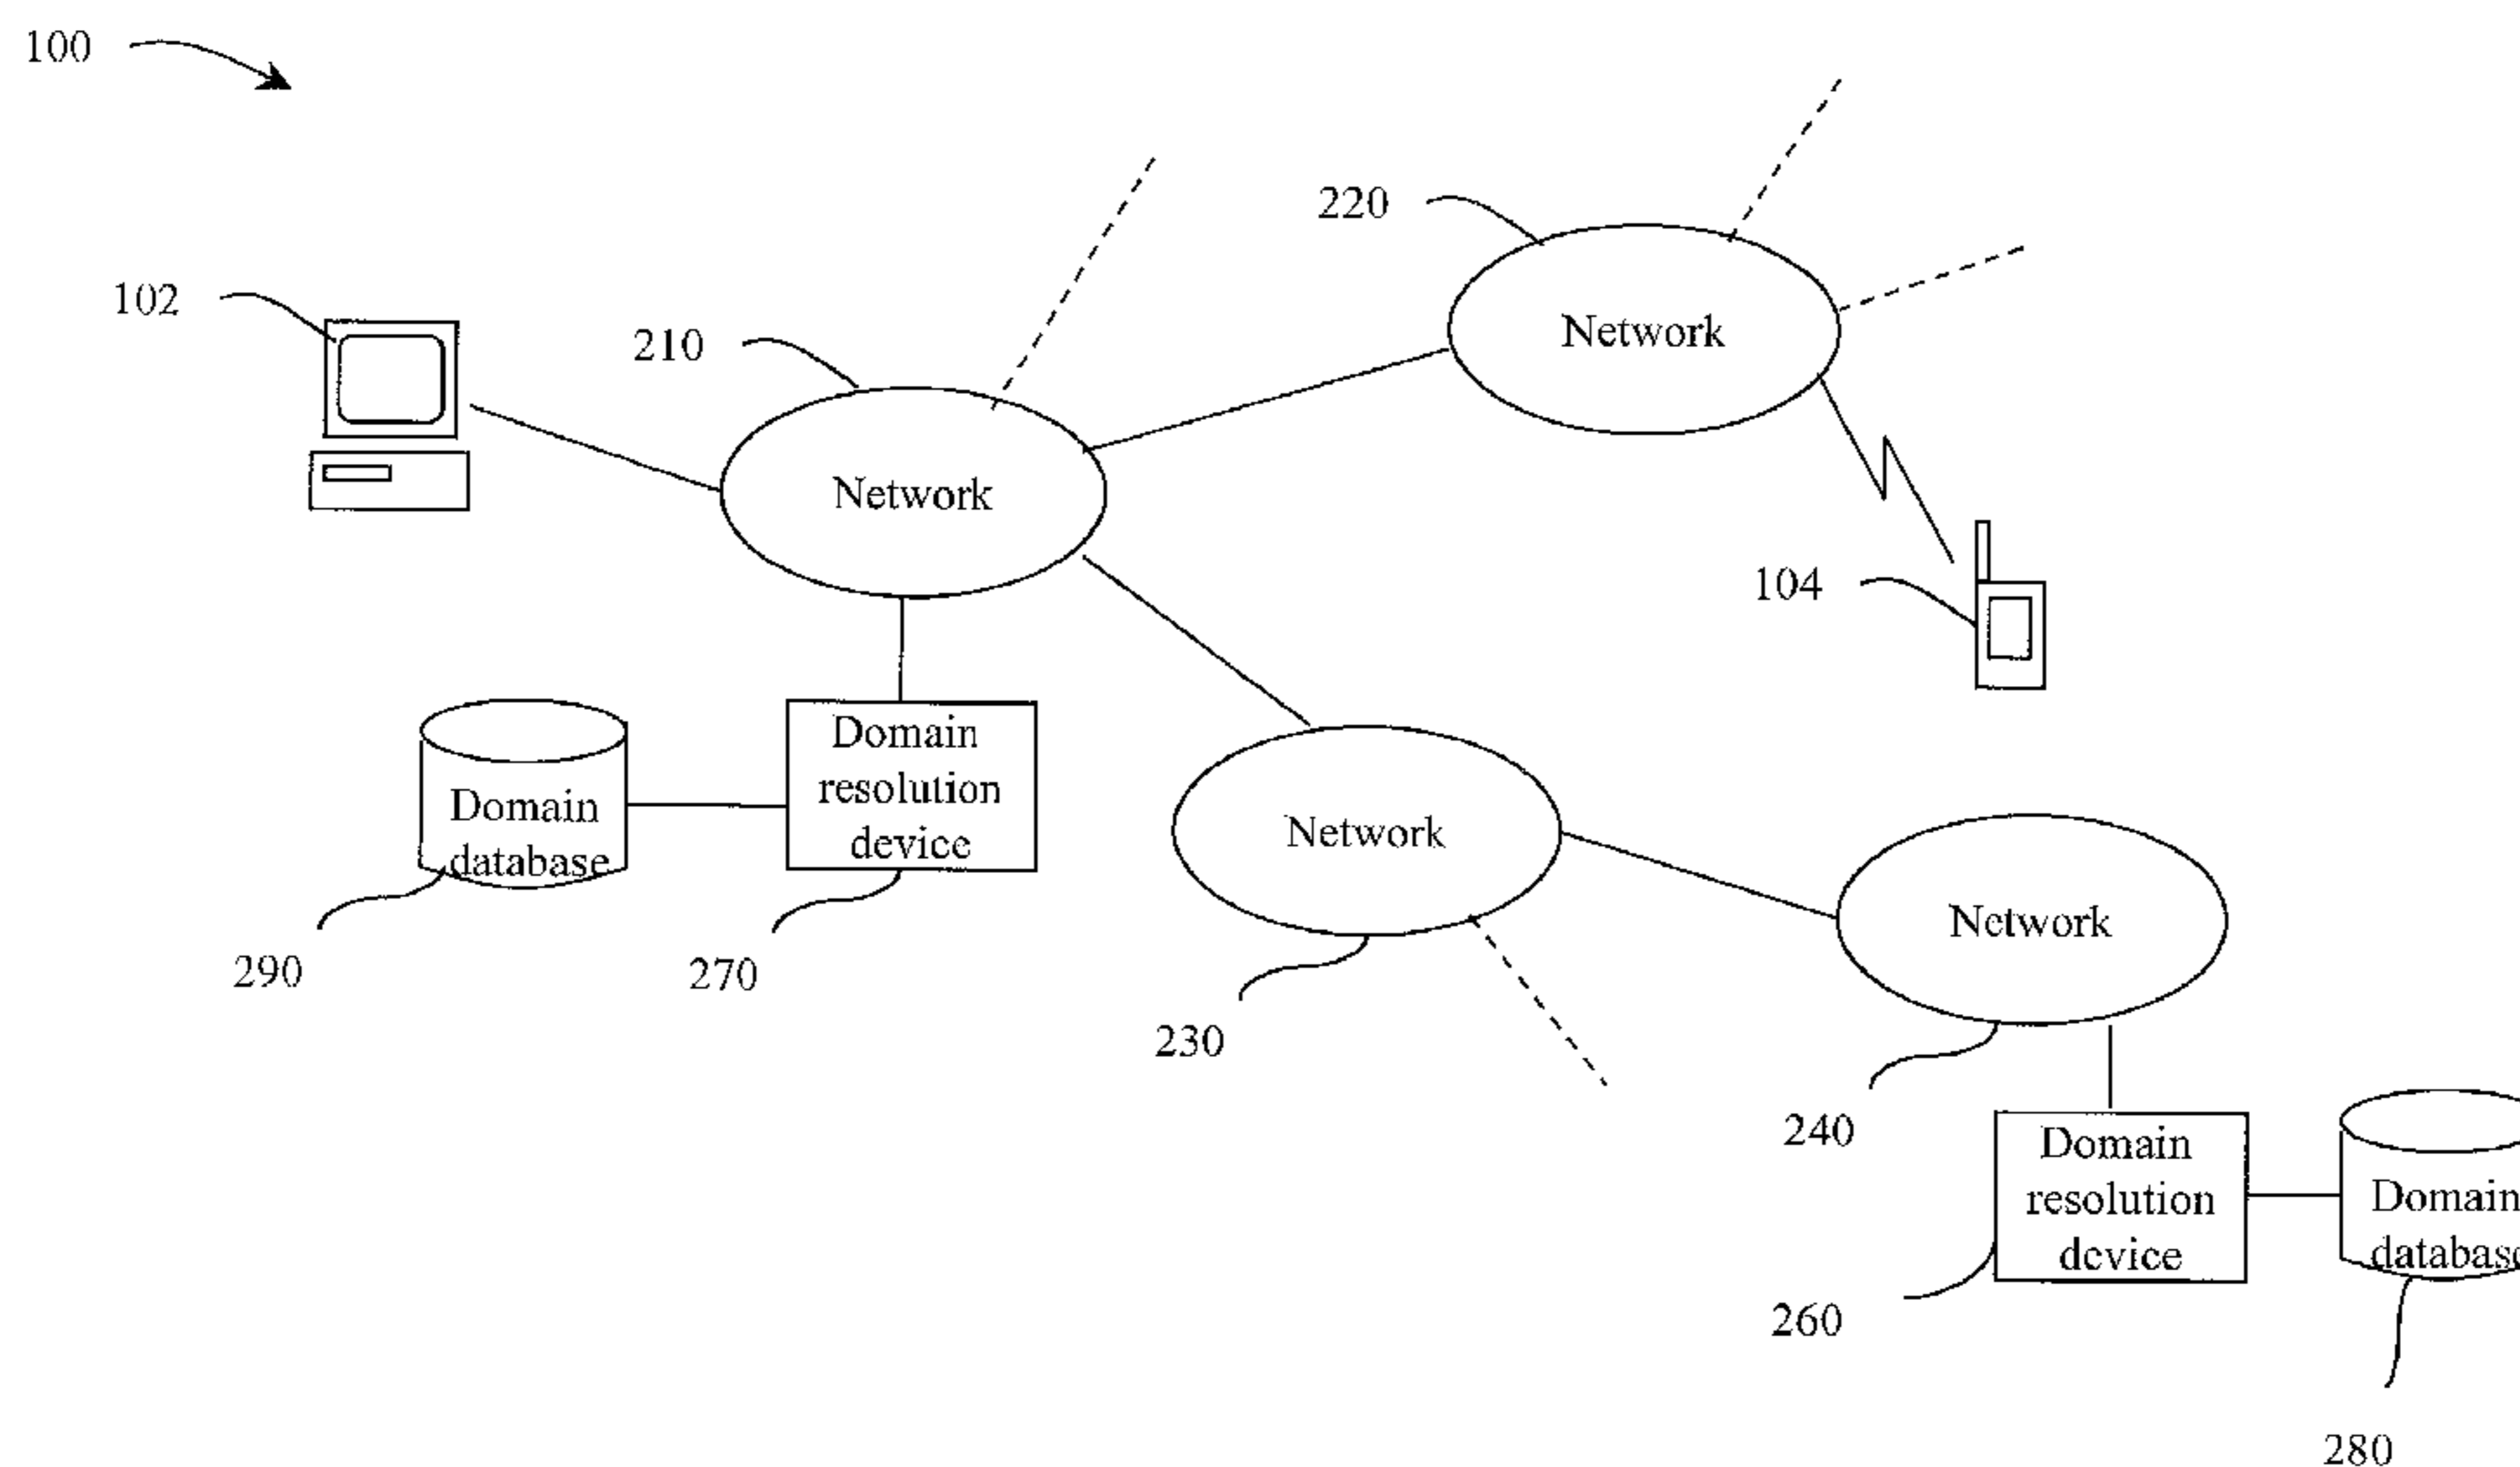 100
220
102
210
Network
Network
104
Domain
resolution
device
Domain
database
Network
Network
290
270
230
240
Domain
resolution
device
Domain
database
260
280